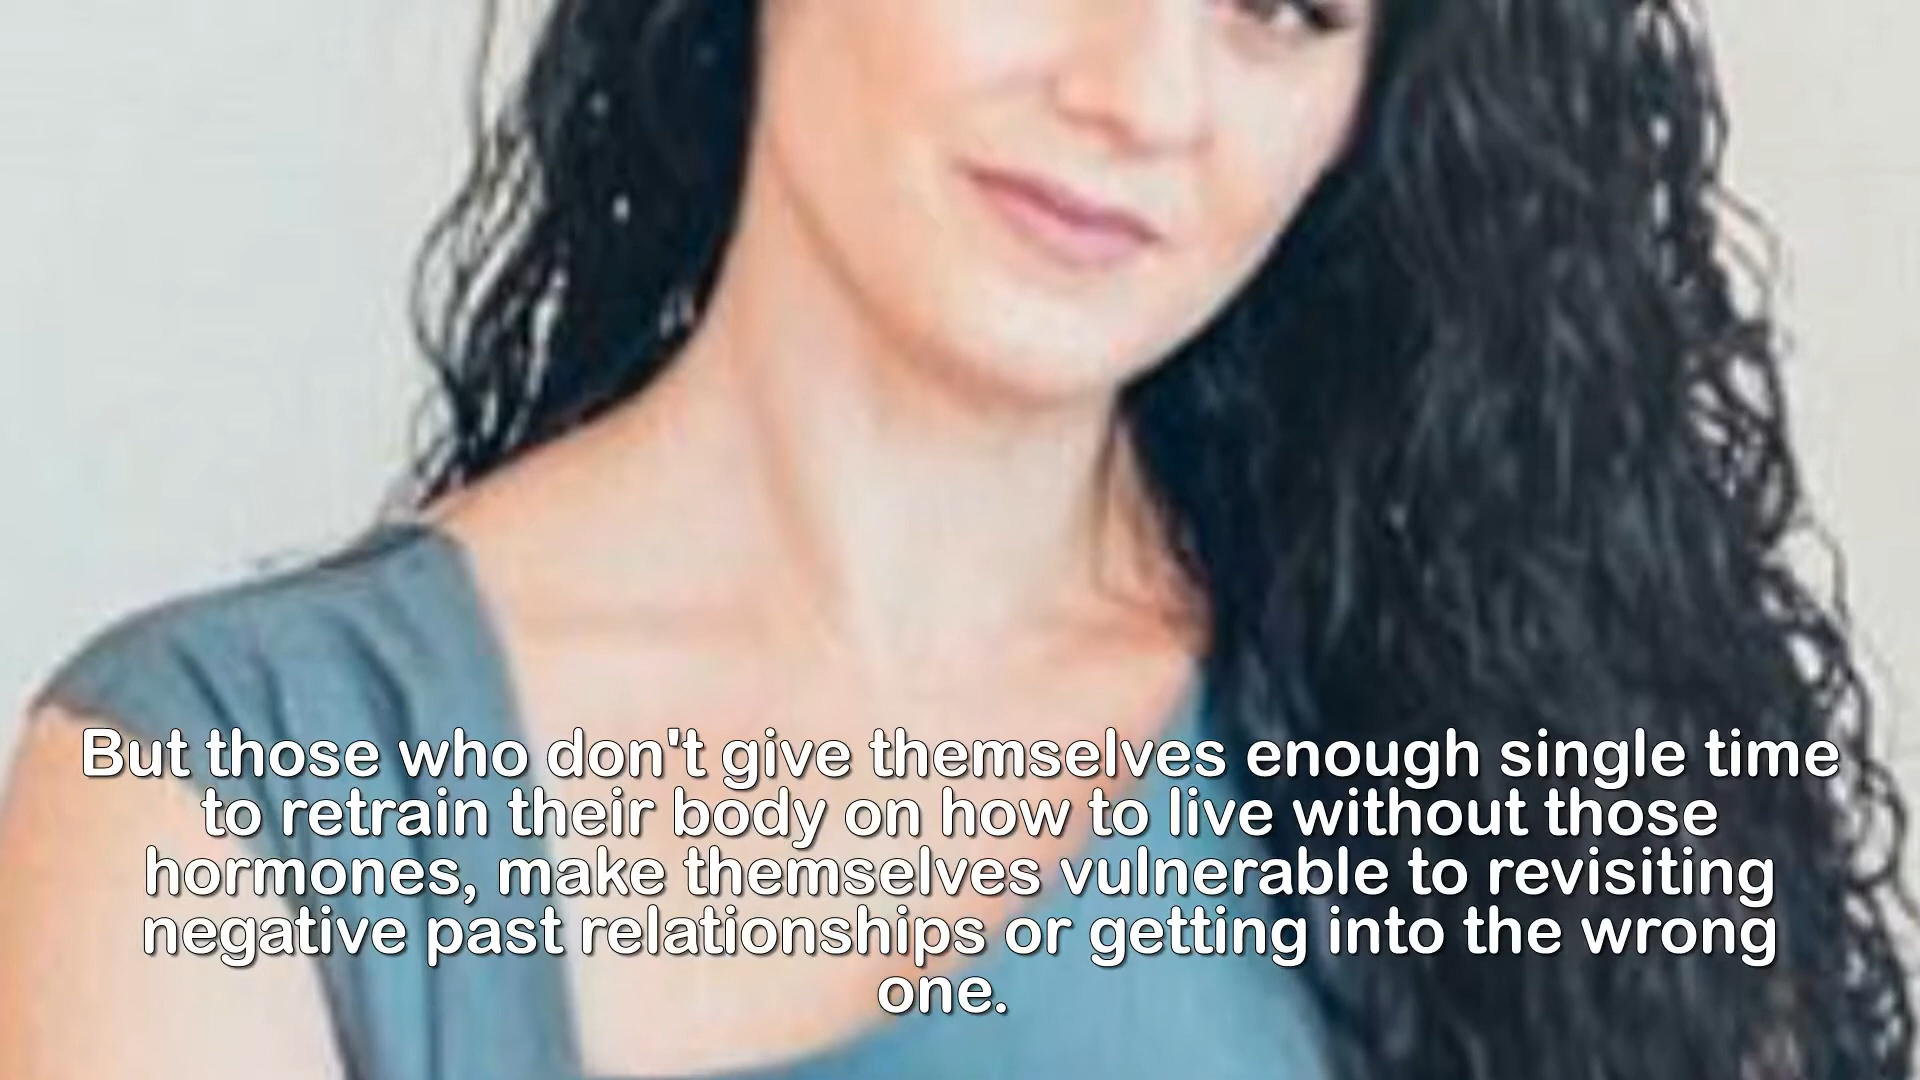 But those who don't give themselves enough single time
to retrain their body on how to live without those
hormones, make themselves vulnerable to revisiting
negative past relationships or getting into the wrong
one.